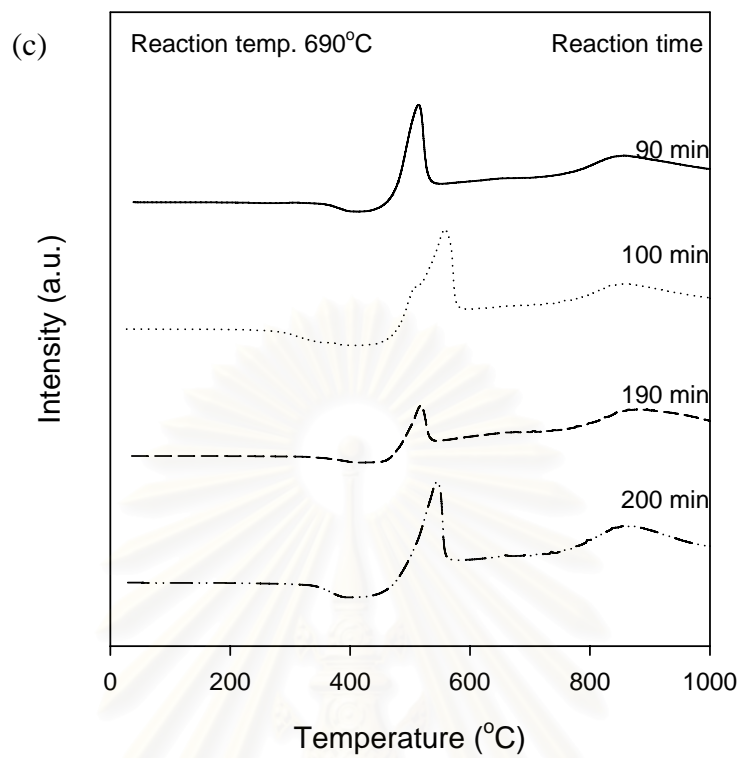 (c)
Reaction temp. 690°C Reaction time
90 min
100 min
190 min
200 min
Intensity (a.u.)
0 200 400 600 800 1000
Temperature (°C)